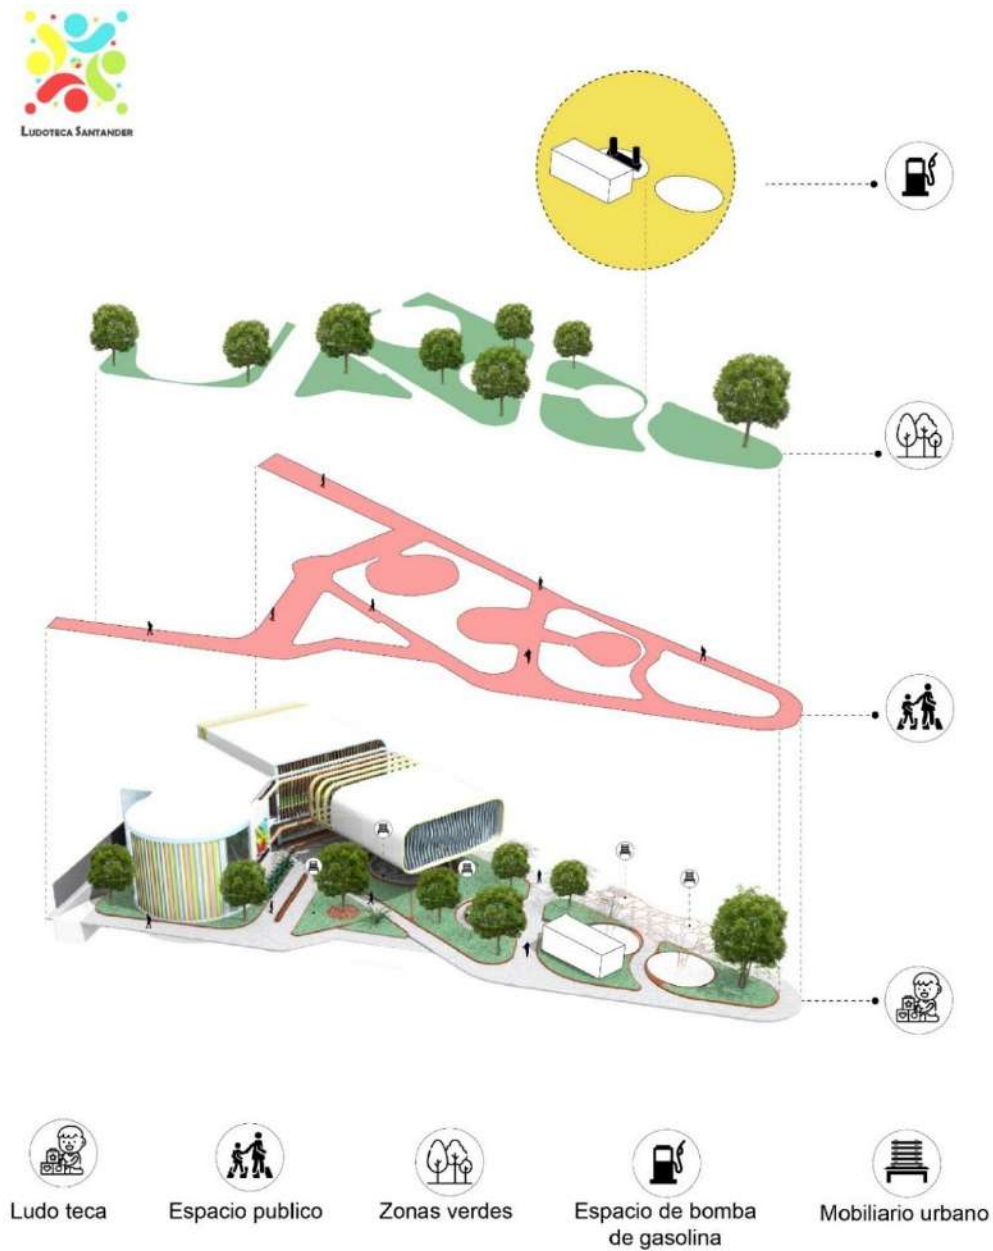 LUDOTECA SANTANDER
Ludo teca
Espacio publico
Zonas verdes
Espacio de bomba
de gasolina
Mobiliario urbano